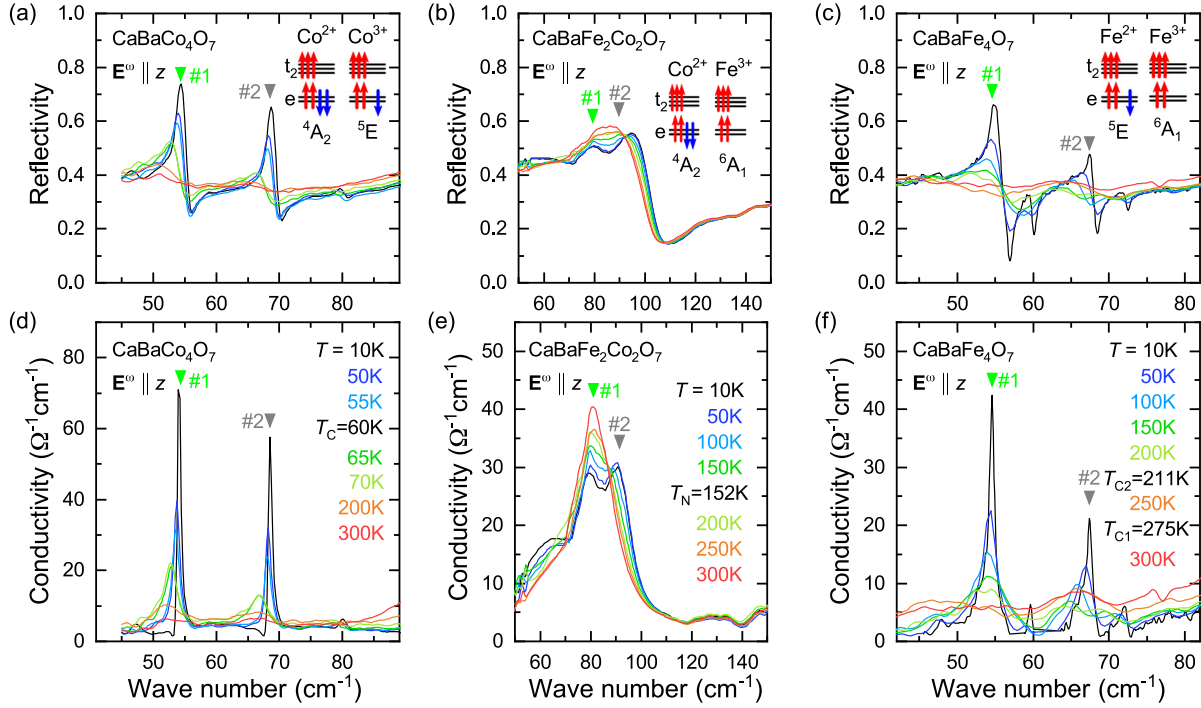 (a)
CaBaCo₄O₇
Eω || z
#1
#2
Co²⁺ Co³⁺
t₂
e
⁴A₂ ⁵E
Reflectivity
1.0
0.8
0.6
0.4
0.2
0.0
50 60 70 80
(b)
CaBaFe₂Co₂O₇
Eω || z
#1
#2
Co²⁺ Fe³⁺
t₂
e
⁴A₂ ⁶A₁
Reflectivity
1.0
0.8
0.6
0.4
0.2
0.0
60 80 100 120 140
(c)
CaBaFe₄O₇
Eω || z
#1
#2
Fe²⁺ Fe³⁺
t₂
e
⁵E ⁶A₁
Reflectivity
1.0
0.8
0.6
0.4
0.2
0.0
50 60 70 80
(d)
CaBaCo₄O₇
Eω || z
#1
#2
T = 10K
50K
55K
TC=60K
65K
70K
200K
300K
Conductivity (Ω⁻¹cm⁻¹)
80
60
40
20
0
50 60 70 80
Wave number (cm⁻¹)
(e)
CaBaFe₂Co₂O₇
Eω || z
#1
#2
T = 10K
50K
100K
150K
TN=152K
200K
250K
300K
Conductivity (Ω⁻¹cm⁻¹)
50
40
30
20
10
0
60 80 100 120 140
Wave number (cm⁻¹)
(f)
CaBaFe₄O₇
Eω || z
#1
#2
T = 10K
50K
100K
150K
200K
TC2=211K
250K
TC1=275K
300K
Conductivity (Ω⁻¹cm⁻¹)
50
40
30
20
10
0
50 60 70 80
Wave number (cm⁻¹)